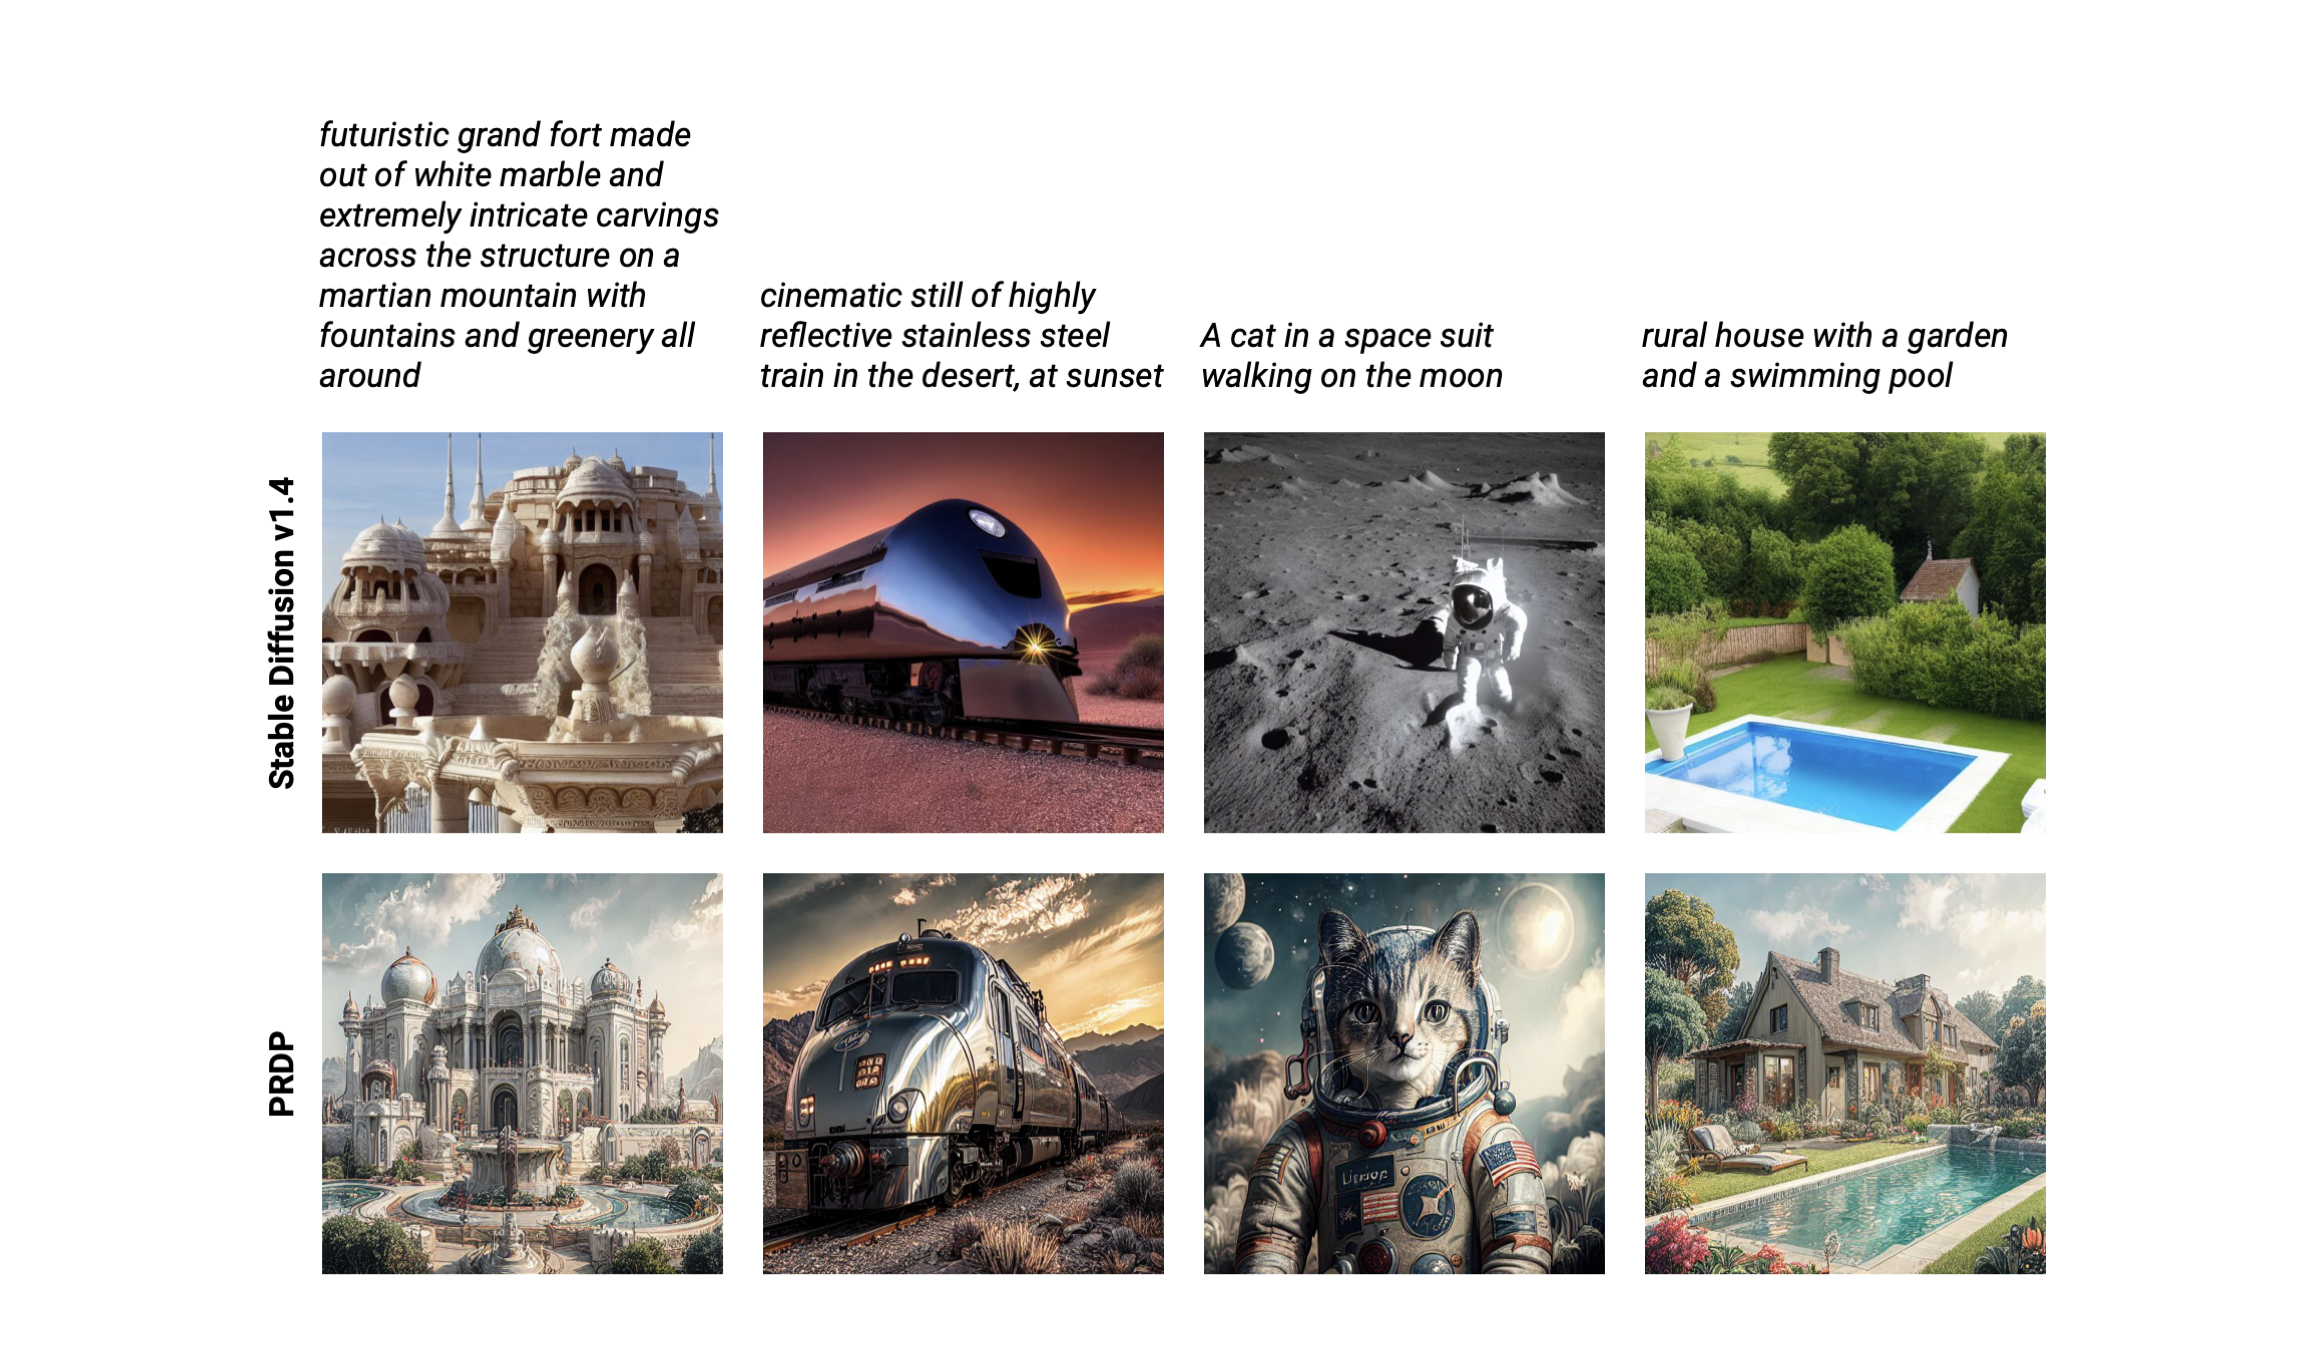 futuristic grand fort made
out of white marble and
extremely intricate carvings
across the structure on a
martian mountain with
fountains and greenery all
around
cinematic still of highly
reflective stainless steel
train in the desert, at sunset
A cat in a space suit
walking on the moon
rural house with a garden
and a swimming pool
Stable Diffusion v1.4
PRDP